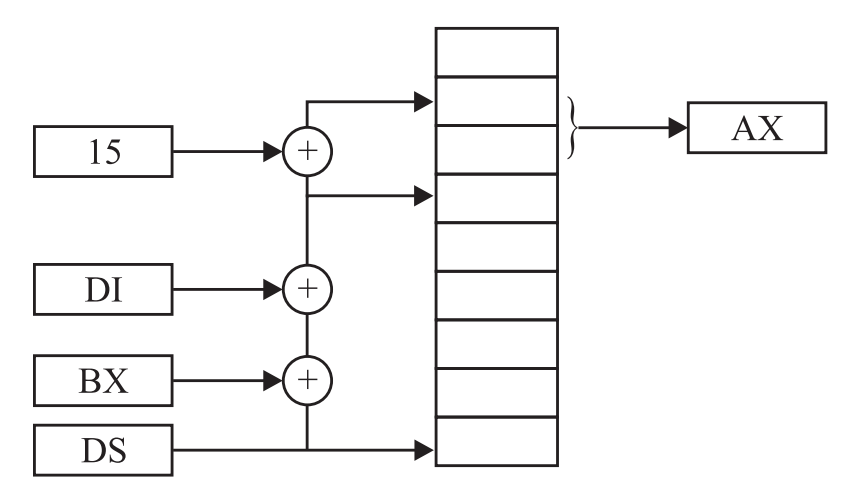 15
+
AX
DI
+
BX
+
DS